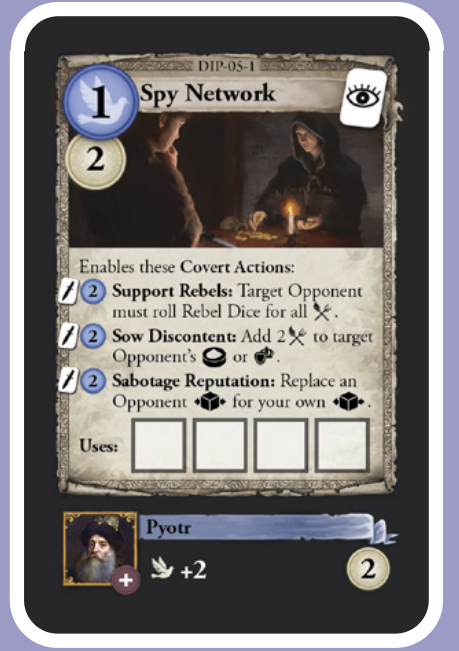 DIP-05-1
1
Spy Network
2
Enables these Covert Actions:
2 Support Rebels: Target Opponent
must roll Rebel Dice for all .
2 Sow Discontent: Add 2 to target
Opponent's or .
2 Sabotage Reputation: Replace an
Opponent for your own .
Uses:
Pyotr
+
+2
2